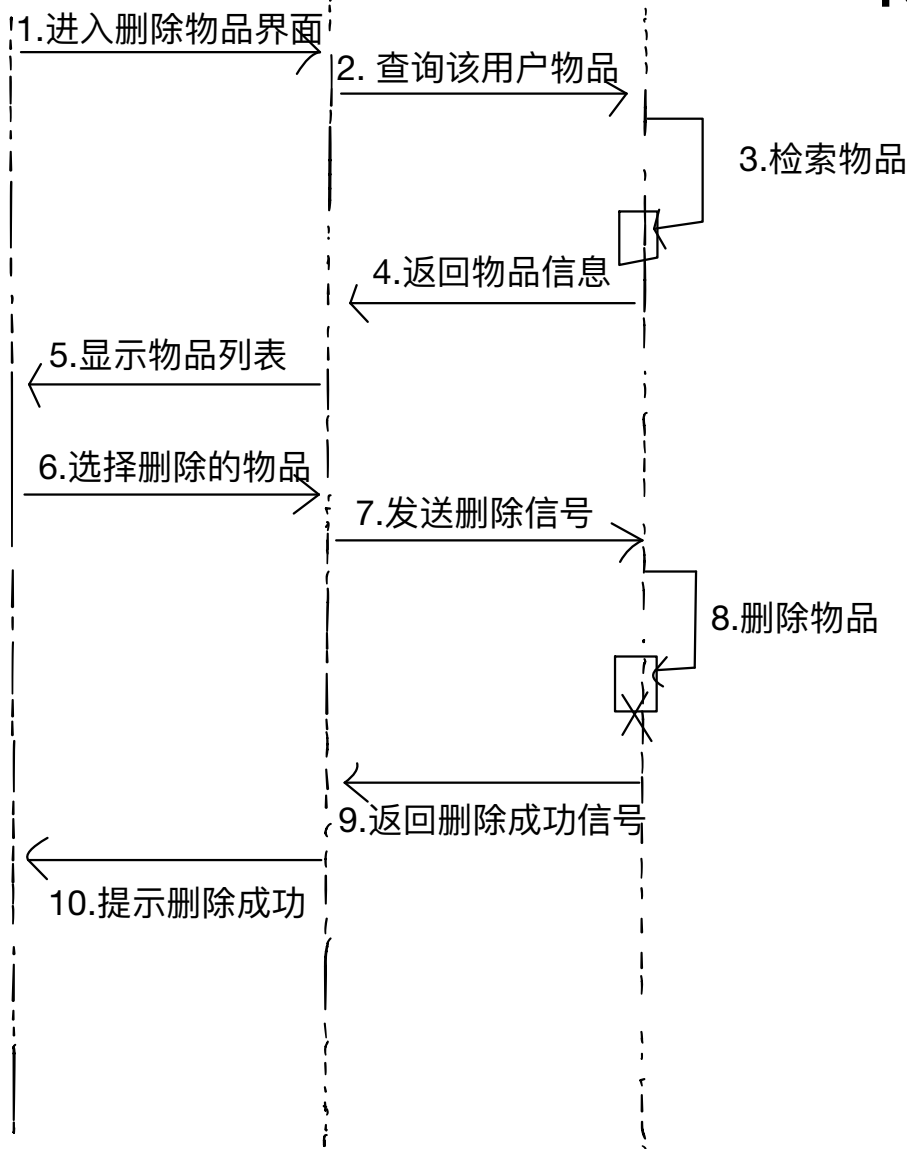 1.进入删除物品界面
2. 查询该用户物品
3.检索物品
4.返回物品信息
5.显示物品列表
6.选择删除的物品
7.发送删除信号
8.删除物品
9.返回删除成功信号
10.提示删除成功